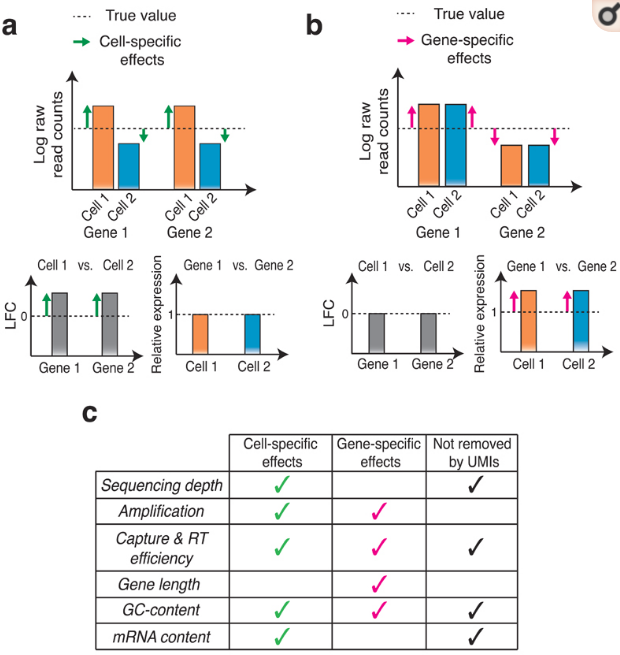 a
True value
Cell-specific
effects
Log raw
read counts
Cell 1
Cell 2
Cell 1
Cell 2
Gene 1
Gene 2
Cell 1 vs. Cell 2
LFC
0
Gene 1
Gene 2
Gene 1 vs. Gene 2
Relative expression
1
Cell 1
Cell 2
b
True value
Gene-specific
effects
Log raw
read counts
Cell 1
Cell 2
Cell 1
Cell 2
Gene 1
Gene 2
Cell 1 vs. Cell 2
LFC
0
Gene 1
Gene 2
Gene 1 vs. Gene 2
Relative expression
1
Cell 1
Cell 2
c
Cell-specific
effects
Gene-specific
effects
Not removed
by UMIs
Sequencing depth ✓ ✓
Amplification ✓ ✓
Capture & RT
efficiency ✓ ✓ ✓
Gene length ✓
GC-content ✓ ✓ ✓
mRNA content ✓ ✓